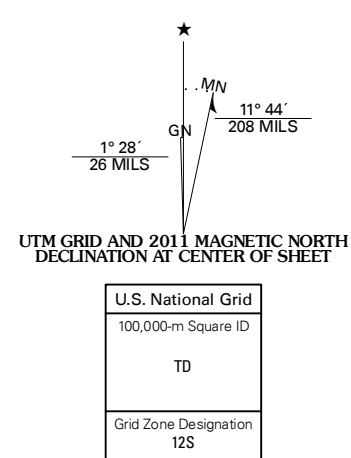 ★
MN
11° 44´
208 MILS
GN
1° 28´
26 MILS
UTM GRID AND 2011 MAGNETIC NORTH
DECLINATION AT CENTER OF SHEET
U.S. National Grid
100,000-m Square ID
TD
Grid Zone Designation
12S